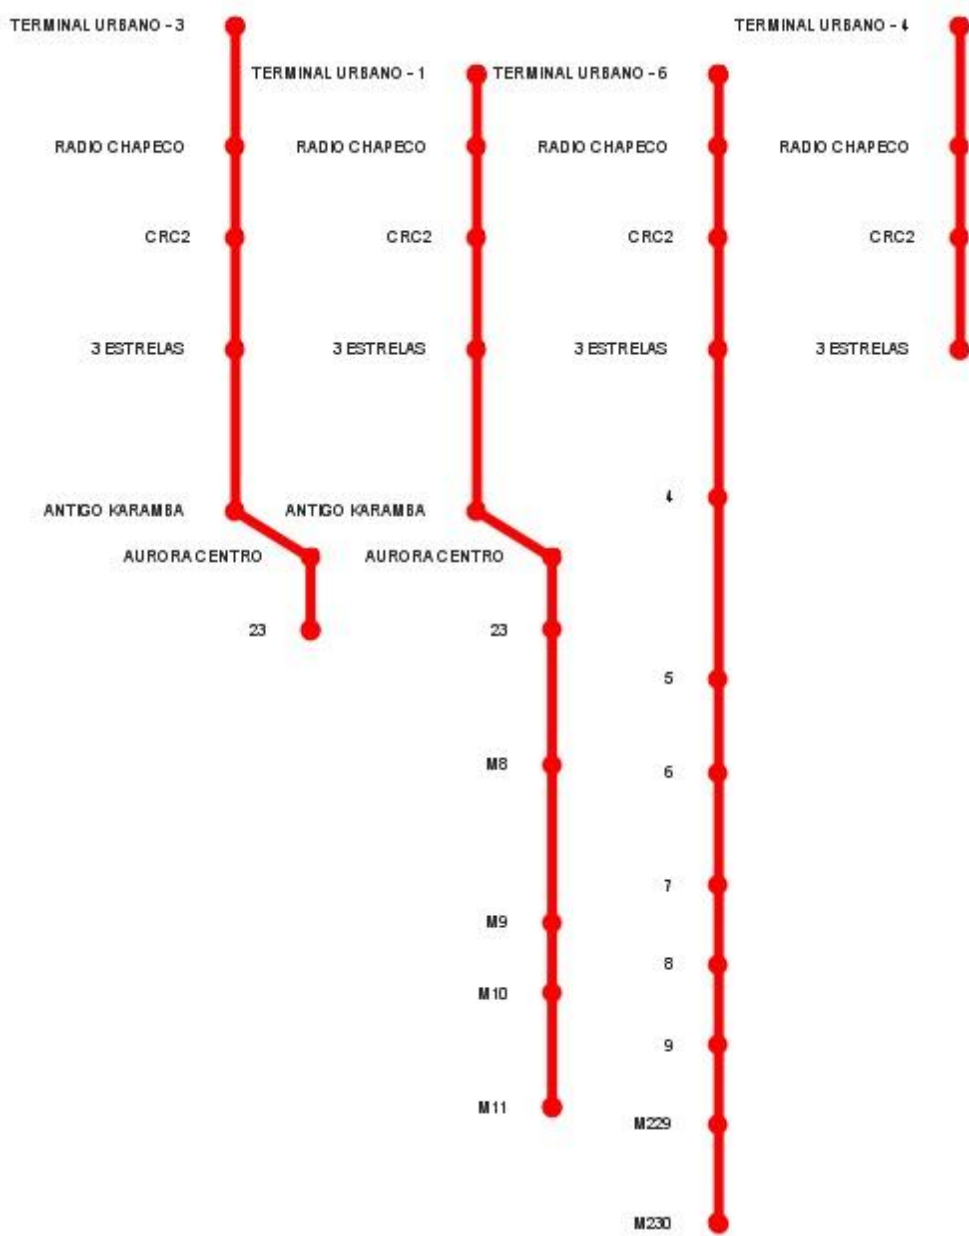 TERMINAL URBANO - 3
RADIO CHAPECO
CRC2
3 ESTRELAS
ANTIGO KARAMBA
AURORA CENTRO
23
TERMINAL URBANO - 1
RADIO CHAPECO
CRC2
3 ESTRELAS
ANTIGO KARAMBA
AURORA CENTRO
23
M8
M9
M10
M11
TERMINAL URBANO - 6
RADIO CHAPECO
CRC2
3 ESTRELAS
4
5
6
7
8
9
M229
M230
TERMINAL URBANO - 4
RADIO CHAPECO
CRC2
3 ESTRELAS